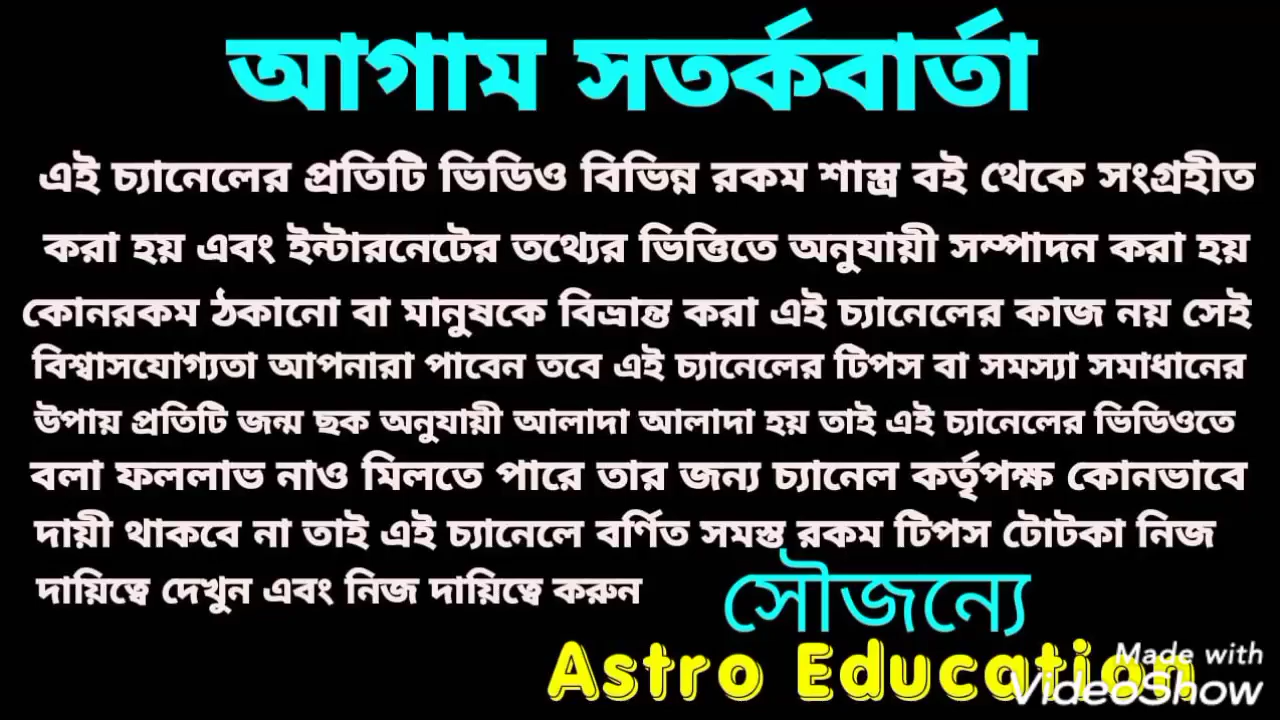 আগাম সতর্কবার্তা
এই চ্যানেলের প্রতিটি ভিডিও বিভিন্ন রকম শাস্ত্র বই থেকে সংগ্রহীত
করা হয় এবং ইন্টারনেটের তথ্যের ভিত্তিতে অনুযায়ী সম্পাদন করা হয়
কোনরকম ঠকানো বা মানুষকে বিভ্রান্ত করা এই চ্যানেলের কাজ নয় সেই
বিশ্বাসযোগ্যতা আপনারা পাবেন তবে এই চ্যানেলের টিপস বা সমস্যা সমাধানের
উপায় প্রতিটি জন্ম ছক অনুযায়ী আলাদা আলাদা হয় তাই এই চ্যানেলের ভিডিওতে
বলা ফললাভ নাও মিলতে পারে তার জন্য চ্যানেল কর্তৃপক্ষ কোনভাবে
দায়ী থাকবে না তাই এই চ্যানেলে বর্ণিত সমস্ত রকম টিপস টোটকা নিজ
দায়িত্বে দেখুন এবং নিজ দায়িত্বে করুন
সৌজন্যে
Astro Education
Made with
VideoShow